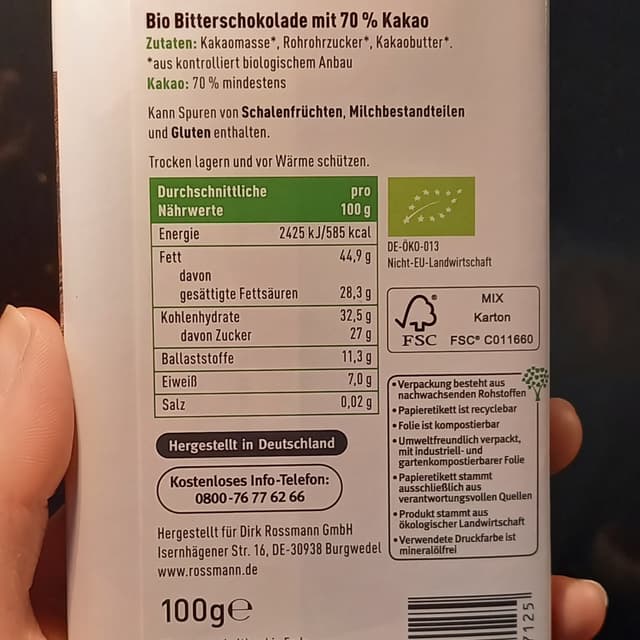 Bio Bitterschokolade mit 70 % Kakao
Zutaten: Kakaomasse*, Rohrohrzucker*, Kakaobutter*.
*aus kontrolliert biologischem Anbau
Kakao: 70 % mindestens
Kann Spuren von Schalenfrüchten, Milchbestandteilen
und Gluten enthalten.
Trocken lagern und vor Wärme schützen.
Durchschnittliche pro
Nährwerte 100 g
Energie 2425 kJ/585 kcal
Fett 44,9 g
davon
gesättigte Fettsäuren 28,3 g
Kohlenhydrate 32,5 g
davon Zucker 27 g
Ballaststoffe 11,3 g
Eiweiß 7,0 g
Salz 0,02 g
DE-ÖKO-013
Nicht-EU-Landwirtschaft
MIX
Karton
FSC FSC® C011660
• Verpackung besteht aus
nachwachsenden Rohstoffen
• Papieretikett ist recyclebar
• Folie ist kompostierbar
• Umweltfreundlich verpackt,
mit industriell- und
gartenkompostierbarer Folie
• Papieretikett stammt
ausschließlich aus
verantwortungsvollen Quellen
• Produkt stammt aus
ökologischer Landwirtschaft
• Verwendete Druckfarbe ist
mineralölfrei
Hergestellt in Deutschland
Kostenloses Info-Telefon:
0800-76 77 62 66
Hergestellt für Dirk Rossmann GmbH
Isernhägener Str. 16, DE-30938 Burgwedel
www.rossmann.de
100g℮
7125